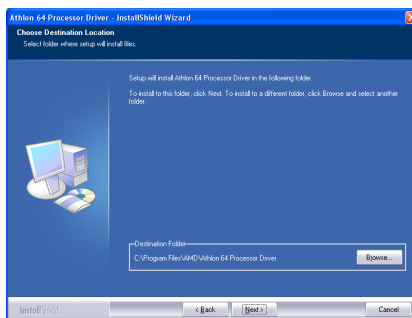 Athlon 64 Processor Driver - InstallShield Wizard
Choose Destination Location
Select folder where setup will install files.
Setup will install Athlon 64 Processor Driver in the following folder.
To install to this folder, click Next. To install to a different folder, click Browse and select another
folder.
Destination Folder
C:\Program Files\AMD\Athlon 64 Processor Driver
Browse...
InstallShield
< Back
Next >
Cancel